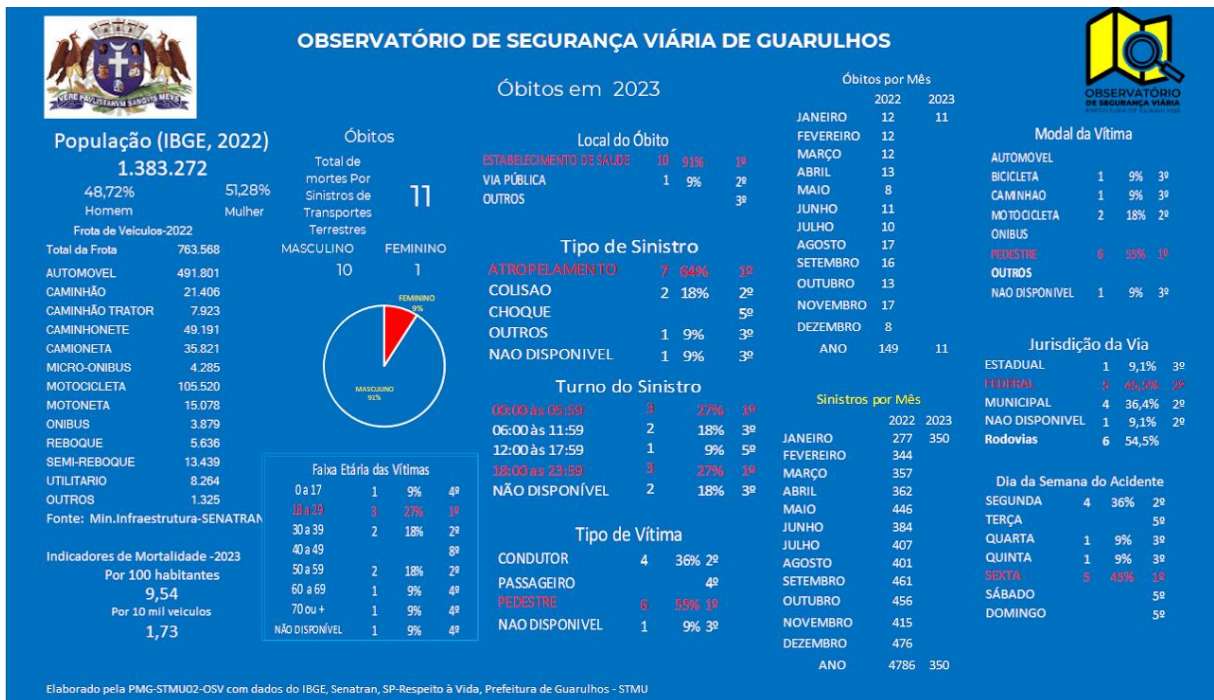 OBSERVATÓRIO DE SEGURANÇA VIÁRIA DE GUARULHOS
VERE PAVLISTARVM SANGVIS MEVS
OBSERVATÓRIO
DE SEGURANÇA VIÁRIA
PREFEITURA DE GUARULHOS
Óbitos em 2023
População (IBGE, 2022)
1.383.272
48,72% 51,28%
Homem Mulher
Frota de Veículos-2022
Total da Frota 763.568
AUTOMOVEL 491.801
CAMINHÃO 21.406
CAMINHÃO TRATOR 7.923
CAMINHONETE 49.191
CAMIONETA 35.821
MICRO-ONIBUS 4.285
MOTOCICLETA 105.520
MOTONETA 15.078
ONIBUS 3.879
REBOQUE 5.636
SEMI-REBOQUE 13.439
UTILITARIO 8.264
OUTROS 1.325
Fonte: Min.Infraestrutura-SENATRAN
Indicadores de Mortalidade -2023
Por 100 habitantes
9,54
Por 10 mil veiculos
1,73
Óbitos
Total de
mortes Por
Sinistros de
Transportes
Terrestres
11
MASCULINO FEMININO
10 1
FEMININO
9%
MASCULINO
91%
Faixa Etária das Vítimas
0 a 17 1 9% 4º
18 a 29 3 27% 1º
30 a 39 2 18% 2º
40 a 49 8º
50 a 59 2 18% 2º
60 a 69 1 9% 4º
70 ou + 1 9% 4º
NÃO DISPONÍVEL 1 9% 4º
Local do Óbito
ESTABELECIMENTO DE SAUDE 10 91% 1º
VIA PÚBLICA 1 9% 2º
OUTROS 3º
Tipo de Sinistro
ATROPELAMENTO 7 64% 1º
COLISAO 2 18% 2º
CHOQUE 5º
OUTROS 1 9% 3º
NAO DISPONIVEL 1 9% 3º
Turno do Sinistro
00:00 às 05:59 3 27% 1º
06:00 às 11:59 2 18% 3º
12:00 às 17:59 1 9% 5º
18:00 as 23:59 3 27% 1º
NÃO DISPONÍVEL 2 18% 3º
Tipo de Vítima
CONDUTOR 4 36% 2º
PASSAGEIRO 4º
PEDESTRE 6 55% 1º
NAO DISPONIVEL 1 9% 3º
Óbitos por Mês
2022 2023
JANEIRO 12 11
FEVEREIRO 12
MARÇO 12
ABRIL 13
MAIO 8
JUNHO 11
JULHO 10
AGOSTO 17
SETEMBRO 16
OUTUBRO 13
NOVEMBRO 17
DEZEMBRO 8
ANO 149 11
Sinistros por Mês
2022 2023
JANEIRO 277 350
FEVEREIRO 344
MARÇO 357
ABRIL 362
MAIO 446
JUNHO 384
JULHO 407
AGOSTO 401
SETEMBRO 461
OUTUBRO 456
NOVEMBRO 415
DEZEMBRO 476
ANO 4786 350
Modal da Vítima
AUTOMOVEL
BICICLETA 1 9% 3º
CAMINHAO 1 9% 3º
MOTOCICLETA 2 18% 2º
ONIBUS
PEDESTRE 6 55% 1º
OUTROS
NAO DISPONIVEL 1 9% 3º
Jurisdição da Via
ESTADUAL 1 9,1% 3º
FEDERAL 5 45,5% 2º
MUNICIPAL 4 36,4% 2º
NAO DISPONIVEL 1 9,1% 2º
Rodovias 6 54,5%
Dia da Semana do Acidente
SEGUNDA 4 36% 2º
TERÇA 5º
QUARTA 1 9% 3º
QUINTA 1 9% 3º
SEXTA 5 45% 1º
SÁBADO 5º
DOMINGO 5º
Elaborado pela PMG-STMU02-OSV com dados do IBGE, Senatran, SP-Respeito à Vida, Prefeitura de Guarulhos - STMU